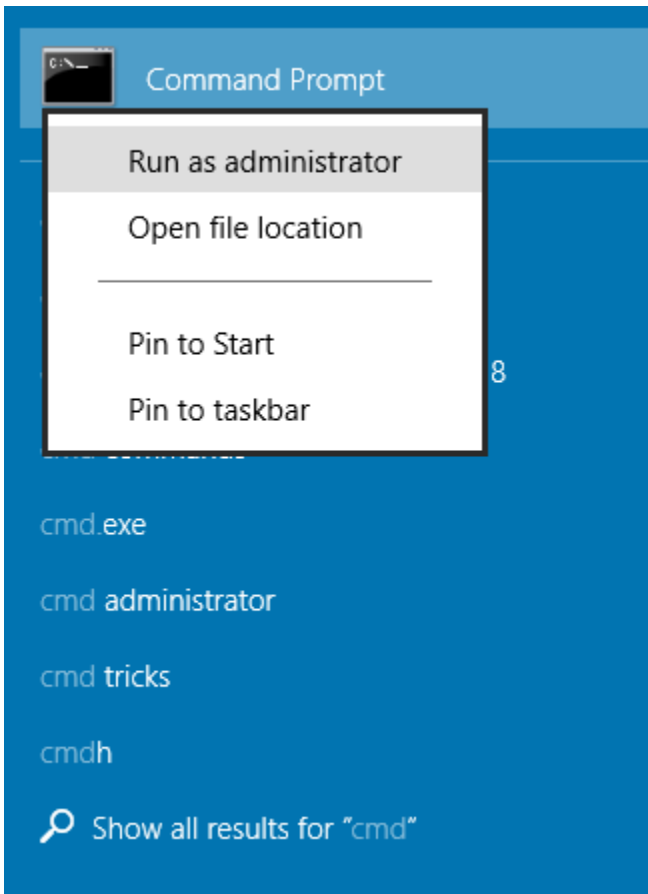 Command Prompt
Run as administrator
Open file location
Pin to Start
Pin to taskbar
8
cmd.exe
cmd administrator
cmd tricks
cmdh
Show all results for "cmd"